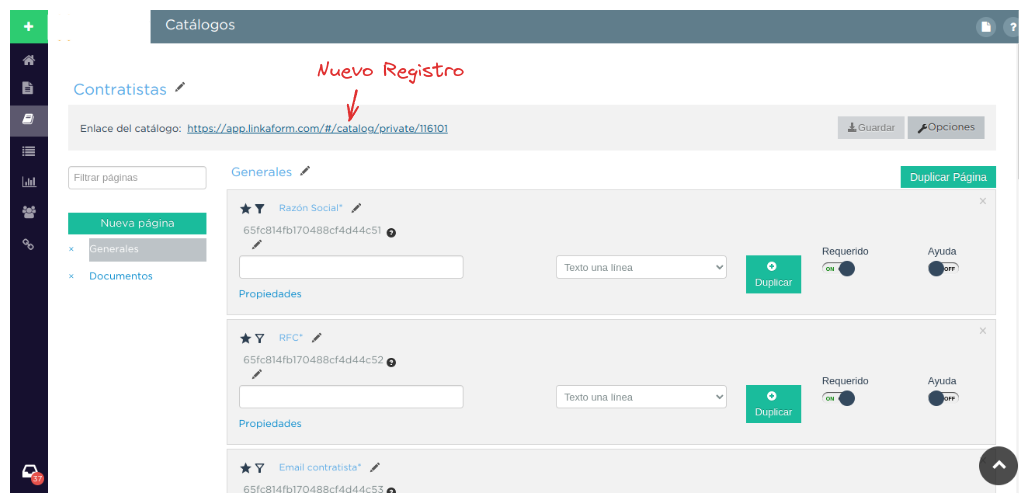 +
Catálogos
?
Nuevo Registro
Contratistas
Enlace del catálogo: https://app.linkaform.com/#/catalog/private/116101
Guardar
Opciones
Filtrar páginas
Generales
Duplicar Página
Nueva página
× Generales
× Documentos
Razón Social*
×
65fc814fb170488cf4d44c51 ?
Requerido
Ayuda
Texto una línea
ON
OFF
Duplicar
Propiedades
RFC*
×
65fc814fb170488cf4d44c52 ?
Requerido
Ayuda
Texto una línea
ON
OFF
Duplicar
Propiedades
Email contratista*
×
65fc814fb170488cf4d44c53 ?
37